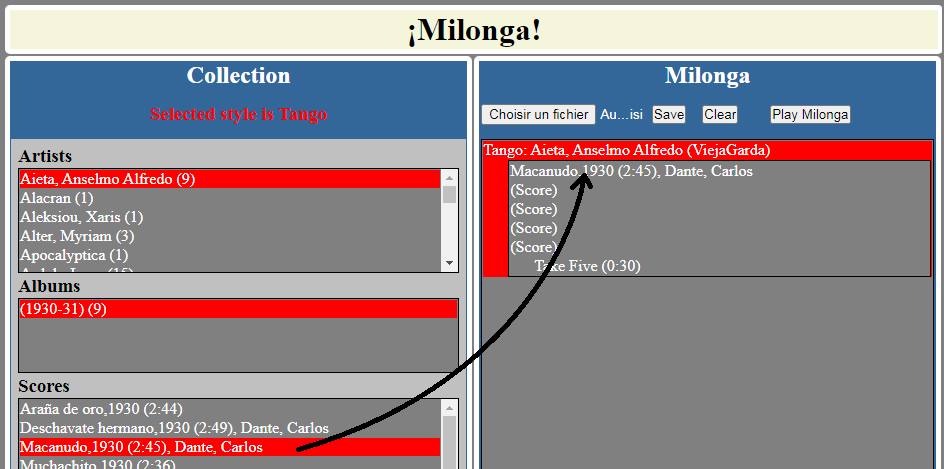 ¡Milonga!
Collection
Selected style is Tango
Artists
Aieta, Anselmo Alfredo (9)
Alacran (1)
Aleksiou, Xaris (1)
Alter, Myriam (3)
Apocalyptica (1)
Albums
(1930-31) (9)
Scores
Araña de oro,1930 (2:44)
Deschavate hermano,1930 (2:49), Dante, Carlos
Macanudo,1930 (2:45), Dante, Carlos
Muchachito,1930 (2:36)
Milonga
Choisir un fichier Au...isi Save Clear Play Milonga
Tango: Aieta, Anselmo Alfredo (ViejaGarda)
Macanudo,1930 (2:45), Dante, Carlos
(Score)
(Score)
(Score)
(Score)
Take Five (0:30)